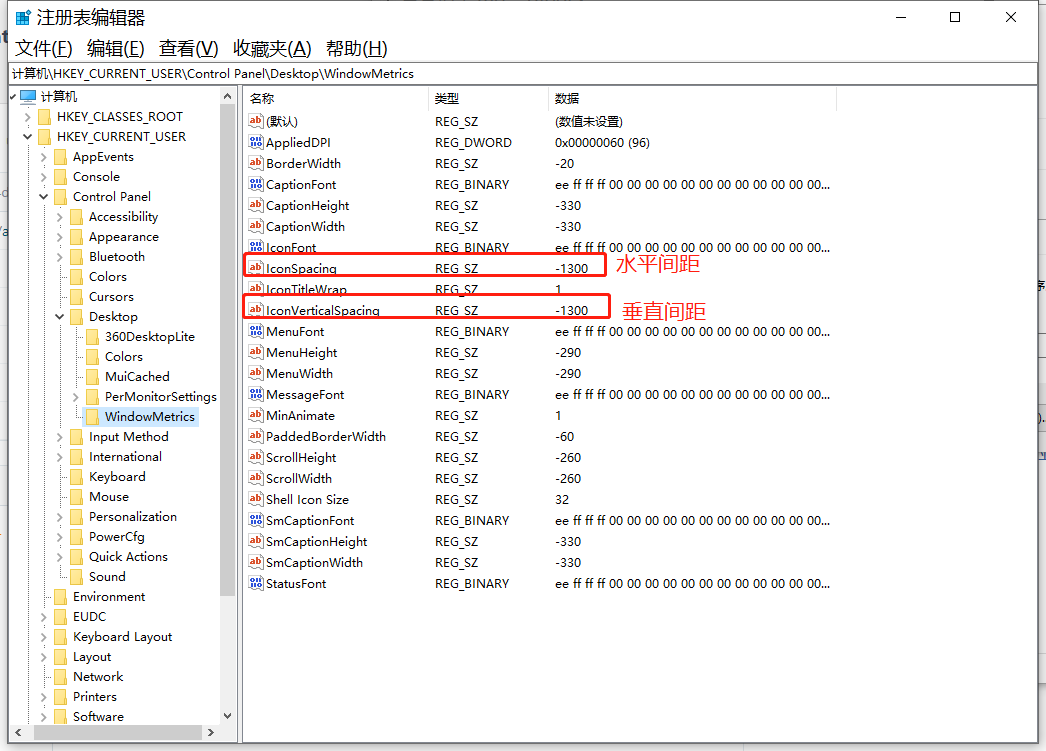 注册表编辑器
文件(F) 编辑(E) 查看(V) 收藏夹(A) 帮助(H)
计算机\HKEY_CURRENT_USER\Control Panel\Desktop\WindowMetrics
计算机
HKEY_CLASSES_ROOT
HKEY_CURRENT_USER
AppEvents
Console
Control Panel
Accessibility
Appearance
Bluetooth
Colors
Cursors
Desktop
360DesktopLite
Colors
MuiCached
PerMonitorSettings
WindowMetrics
Input Method
International
Keyboard
Mouse
Personalization
PowerCfg
Quick Actions
Sound
Environment
EUDC
Keyboard Layout
Layout
Network
Printers
Software
名称 类型 数据
(默认) REG_SZ (数值未设置)
AppliedDPI REG_DWORD 0x00000060 (96)
BorderWidth REG_SZ -20
CaptionFont REG_BINARY ee ff ff ff 00 00 00 00 00 00 00 00 00 00 00 00...
CaptionHeight REG_SZ -330
CaptionWidth REG_SZ -330
IconFont REG_BINARY ee ff ff ff 00 00 00 00 00 00 00 00 00 00 00 00...
IconSpacing REG_SZ -1300 水平间距
IconTitleWrap REG_SZ 1
IconVerticalSpacing REG_SZ -1300 垂直间距
MenuFont REG_BINARY ee ff ff ff 00 00 00 00 00 00 00 00 00 00 00 00...
MenuHeight REG_SZ -290
MenuWidth REG_SZ -290
MessageFont REG_BINARY ee ff ff ff 00 00 00 00 00 00 00 00 00 00 00 00...
MinAnimate REG_SZ 1
PaddedBorderWidth REG_SZ -60
ScrollHeight REG_SZ -260
ScrollWidth REG_SZ -260
Shell Icon Size REG_SZ 32
SmCaptionFont REG_BINARY ee ff ff ff 00 00 00 00 00 00 00 00 00 00 00 00...
SmCaptionHeight REG_SZ -330
SmCaptionWidth REG_SZ -330
StatusFont REG_BINARY ee ff ff ff 00 00 00 00 00 00 00 00 00 00 00 00...